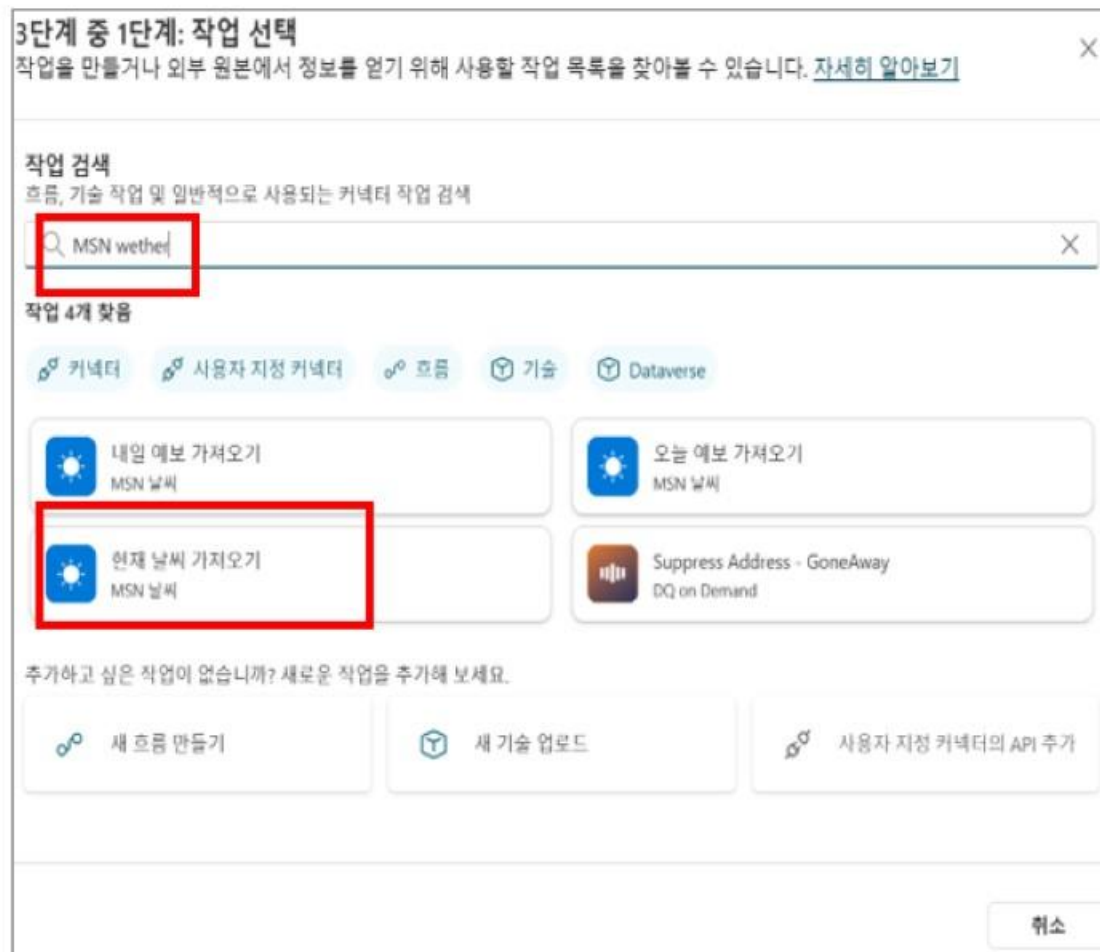 3단계 중 1단계: 작업 선택
작업을 만들거나 외부 원본에서 정보를 얻기 위해 사용할 작업 목록을 찾아볼 수 있습니다. 자세히 알아보기
작업 검색
흐름, 기술 작업 및 일반적으로 사용되는 커넥터 작업 검색
MSN wether
작업 4개 찾음
커넥터 사용자 지정 커넥터 흐름 기술 Dataverse
내일 예보 가져오기
MSN 날씨
오늘 예보 가져오기
MSN 날씨
현재 날씨 가져오기
MSN 날씨
Suppress Address - GoneAway
DQ on Demand
추가하고 싶은 작업이 없습니까? 새로운 작업을 추가해 보세요.
새 흐름 만들기
새 기술 업로드
사용자 지정 커넥터의 API 추가
취소